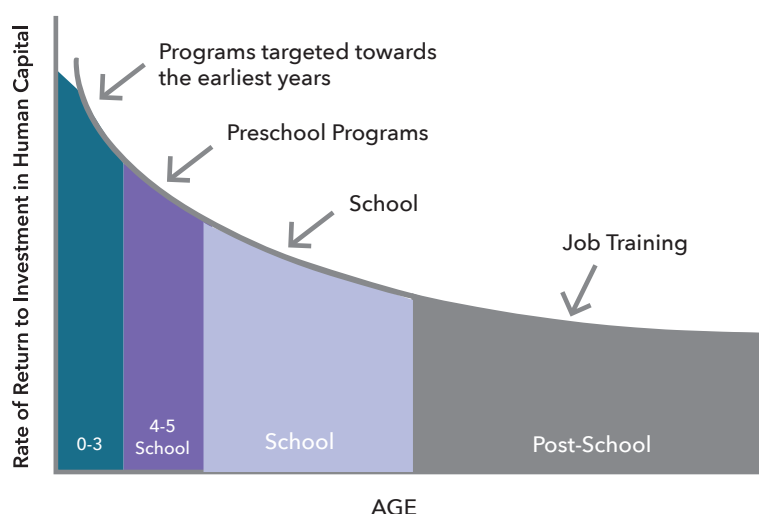 Rate of Return to Investment in Human Capital
Programs targeted towards
the earliest years
Preschool Programs
School
Job Training
0-3
4-5
School
School
Post-School
AGE